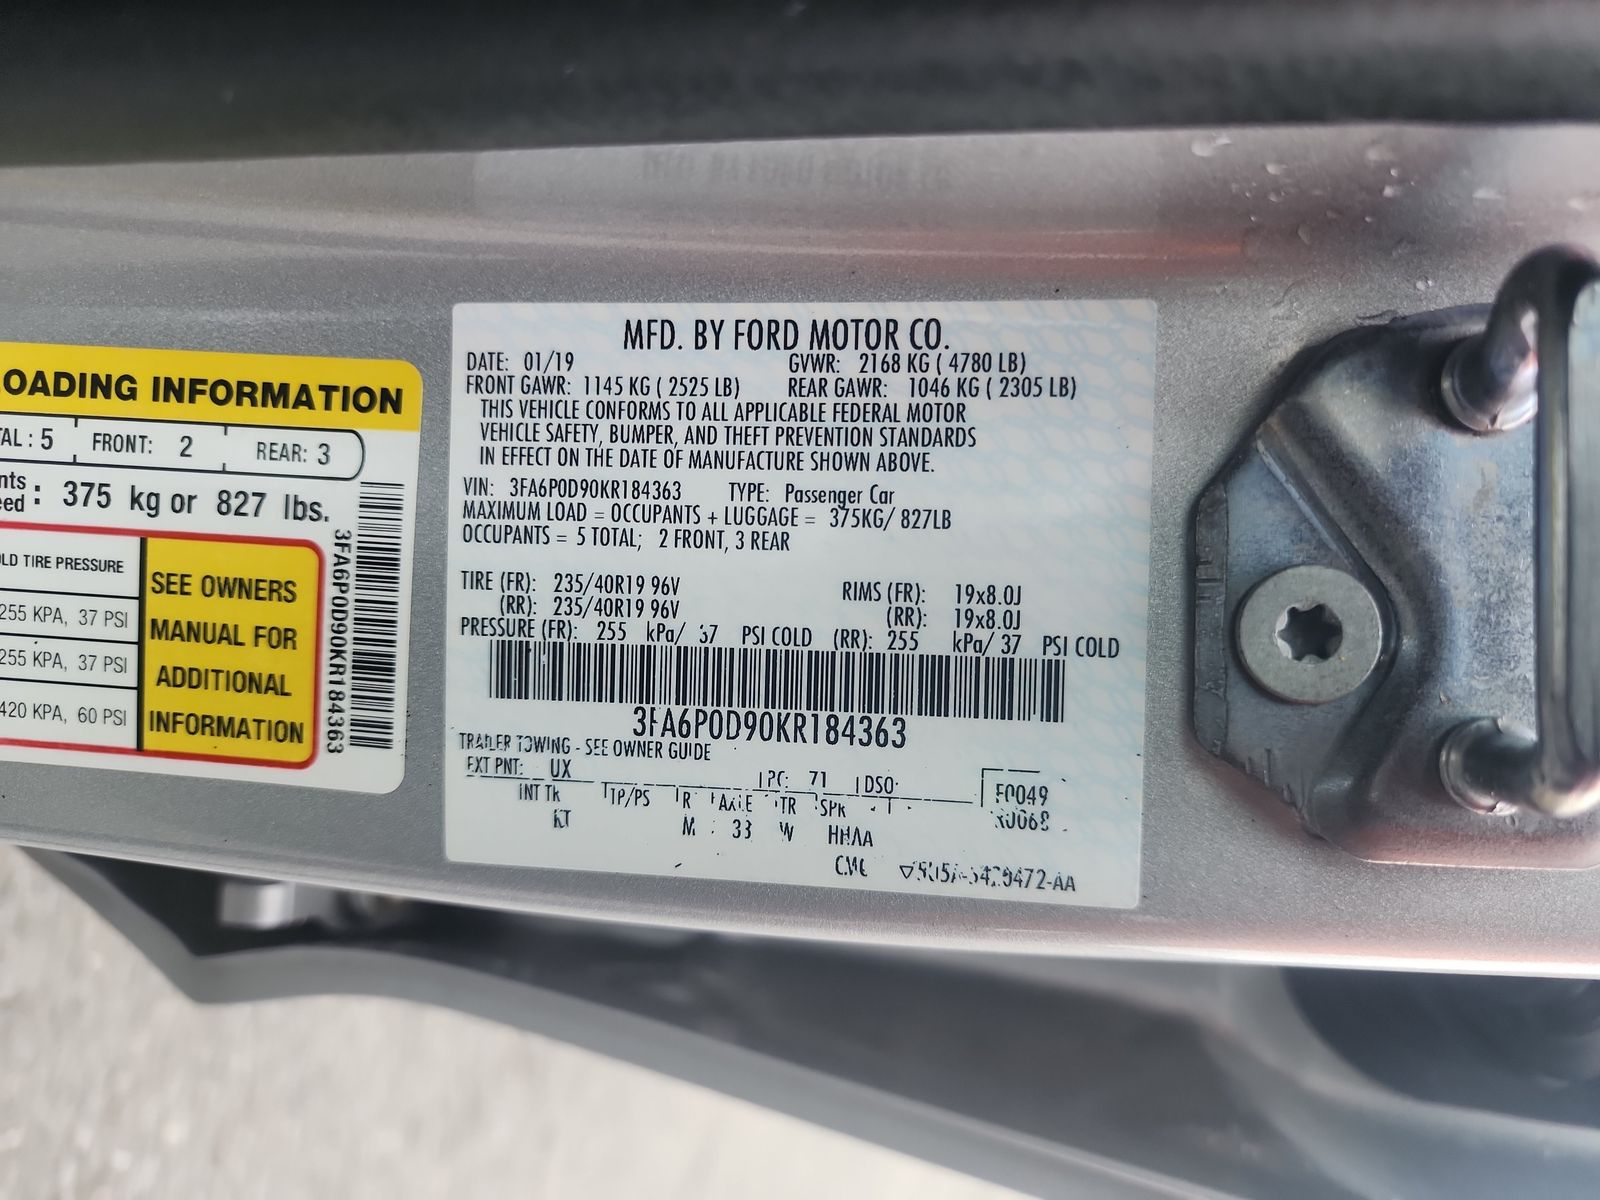 LOADING INFORMATION
: 5 FRONT: 2 REAR: 3
: 375 kg or 827 lbs.
TIRE PRESSURE
255 KPA, 37 PSI
255 KPA, 37 PSI
420 KPA, 60 PSI
SEE OWNERS
MANUAL FOR
ADDITIONAL
INFORMATION
3FA6P0D90KR184363
MFD. BY FORD MOTOR CO.
DATE: 01/19 GVWR: 2168 KG ( 4780 LB)
FRONT GAWR: 1145 KG ( 2525 LB) REAR GAWR: 1046 KG ( 2305 LB)
THIS VEHICLE CONFORMS TO ALL APPLICABLE FEDERAL MOTOR
VEHICLE SAFETY, BUMPER, AND THEFT PREVENTION STANDARDS
IN EFFECT ON THE DATE OF MANUFACTURE SHOWN ABOVE.
VIN: 3FA6P0D90KR184363 TYPE: Passenger Car
MAXIMUM LOAD = OCCUPANTS + LUGGAGE = 375KG/ 827LB
OCCUPANTS = 5 TOTAL; 2 FRONT, 3 REAR
TIRE (FR): 235/40R19 96V RIMS (FR): 19x8.0J
(RR): 235/40R19 96V (RR): 19x8.0J
PRESSURE (FR): 255 kPa/ 37 PSI COLD (RR): 255 kPa/ 37 PSI COLD
3FA6P0D90KR184363
TRAILER TOWING - SEE OWNER GUIDE
EXT PNT: UX RC: 71 DSO:
INT TR TP/PS R AXLE TR SPR F0049
KT M 33 W HHAA R0068